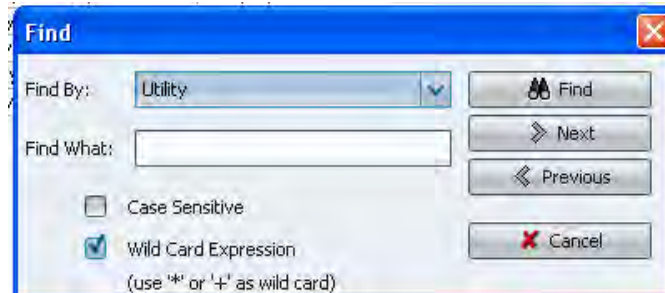 Find
Find By: Utility Find
Next
Find What:
Previous
Case Sensitive
Wild Card Expression Cancel
(use '*' or '+' as wild card)